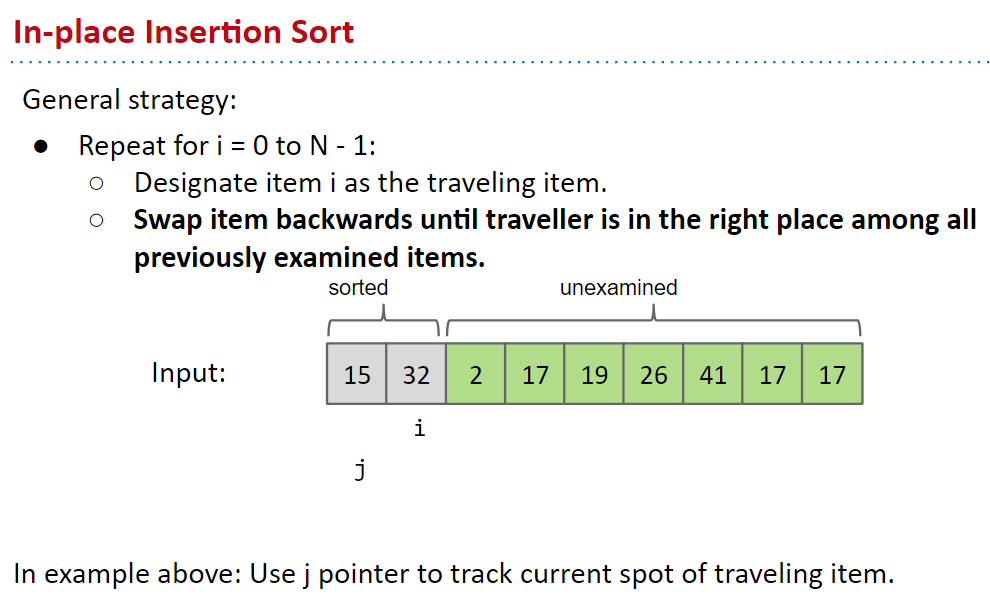 In-place Insertion Sort
General strategy:
● Repeat for i = 0 to N - 1:
○ Designate item i as the traveling item.
○ Swap item backwards until traveller is in the right place among all
previously examined items.
sorted unexamined
Input: 15 32 2 17 19 26 41 17 17
i
j
In example above: Use j pointer to track current spot of traveling item.